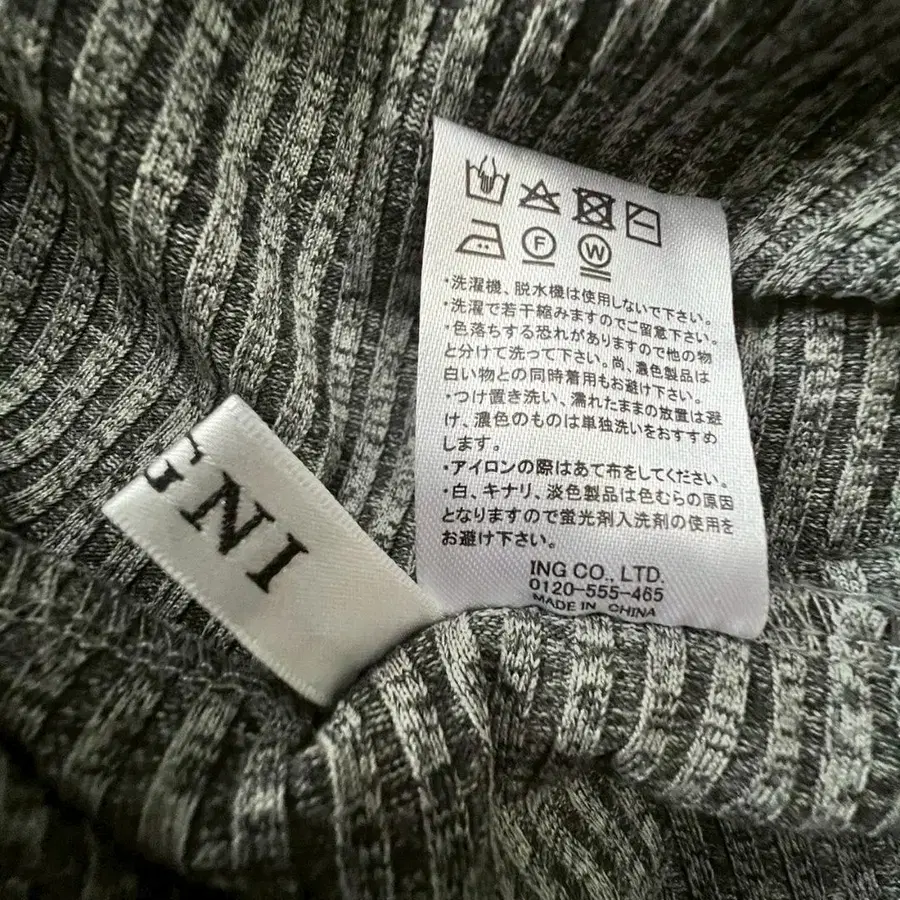 F
W
・洗濯機、脱水機は使用しないで下さい。
・洗濯で若干縮みますのでご留意下さい。
・色落ちする恐れがありますので他の物
と分けて洗って下さい。尚、濃色製品は
白い物との同時着用もお避け下さい。
・つけ置き洗い、濡れたままの放置は避
け、濃色のものは単独洗いをおすすめ
します。
・アイロンの際はあて布をしてください。
・白、キナリ、淡色製品は色むらの原因
となりますので蛍光剤入洗剤の使用を
お避け下さい。
ING CO., LTD.
0120-555-465
MADE IN CHINA
NI